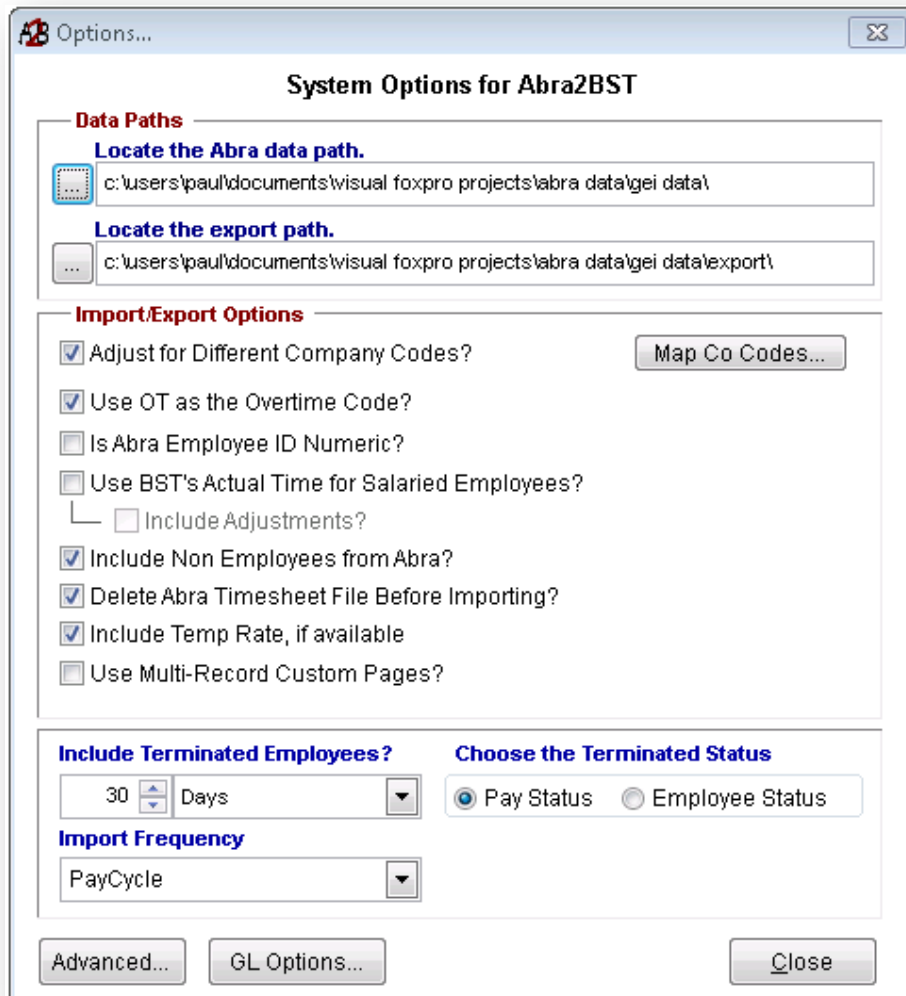 A2B Options...
System Options for Abra2BST
Data Paths
Locate the Abra data path.
... c:\users\paul\documents\visual foxpro projects\abra data\gei data\
Locate the export path.
... c:\users\paul\documents\visual foxpro projects\abra data\gei data\export\
Import/Export Options
Adjust for Different Company Codes? Map Co Codes...
Use OT as the Overtime Code?
Is Abra Employee ID Numeric?
Use BST's Actual Time for Salaried Employees?
Include Adjustments?
Include Non Employees from Abra?
Delete Abra Timesheet File Before Importing?
Include Temp Rate, if available
Use Multi-Record Custom Pages?
Include Terminated Employees? Choose the Terminated Status
30 Days Pay Status Employee Status
Import Frequency
PayCycle
Advanced... GL Options... Close